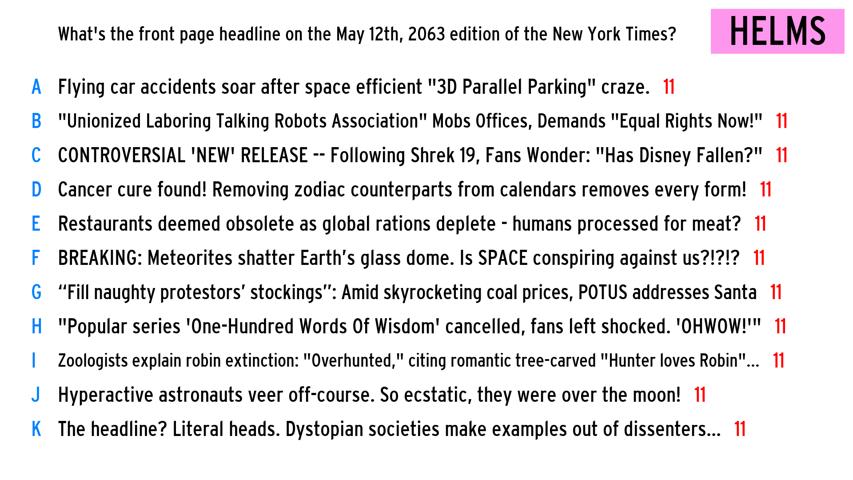 What's the front page headline on the May 12th, 2063 edition of the New York Times?
HELMS
A Flying car accidents soar after space efficient "3D Parallel Parking" craze. 11
B "Unionized Laboring Talking Robots Association" Mobs Offices, Demands "Equal Rights Now!" 11
C CONTROVERSIAL 'NEW' RELEASE -- Following Shrek 19, Fans Wonder: "Has Disney Fallen?" 11
D Cancer cure found! Removing zodiac counterparts from calendars removes every form! 11
E Restaurants deemed obsolete as global rations deplete - humans processed for meat? 11
F BREAKING: Meteorites shatter Earth’s glass dome. Is SPACE conspiring against us?!?!? 11
G “Fill naughty protestors’ stockings”: Amid skyrocketing coal prices, POTUS addresses Santa 11
H "Popular series 'One-Hundred Words Of Wisdom' cancelled, fans left shocked. 'OHWOW!'" 11
I Zoologists explain robin extinction: "Overhunted," citing romantic tree-carved "Hunter loves Robin"... 11
J Hyperactive astronauts veer off-course. So ecstatic, they were over the moon! 11
K The headline? Literal heads. Dystopian societies make examples out of dissenters... 11